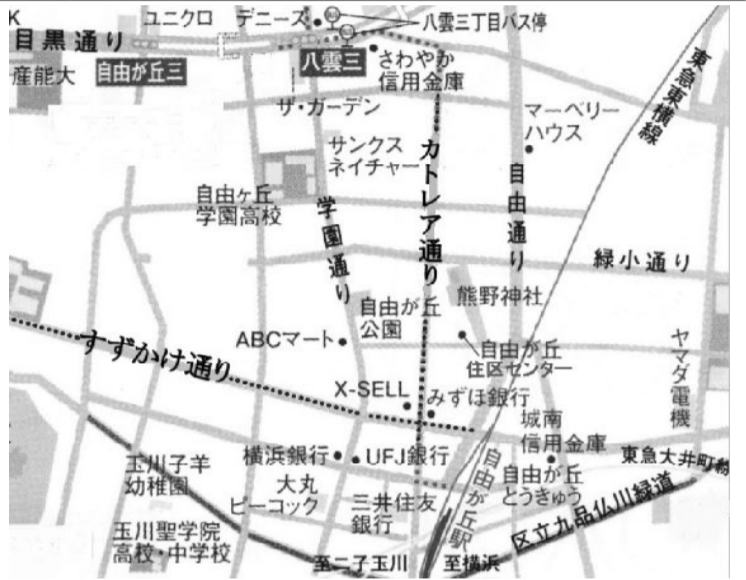 K
ユニクロ
デニーズ
八雲三丁目バス停
目黒通り
産能大
自由が丘三
八雲三
さわやか
信用金庫
ザ・ガーデン
東急東横線
マーベリー
ハウス
サンクス
ネイチャー
カトレア通り
自由通り
自由ヶ丘
学園高校
学園通り
緑小通り
熊野神社
自由が丘
公園
ABCマート
自由が丘
住区センター
ヤマダ電機
すずかけ通り
X-SELL
みずほ銀行
城南
信用金庫
横浜銀行
UFJ銀行
自由が丘
とうきゅう
東急大井町線
玉川子羊
幼稚園
大丸
ピーコック
三井住友
銀行
自由が丘駅
区立九品仏川緑道
玉川聖学院
高校・中学校
至二子玉川
至横浜